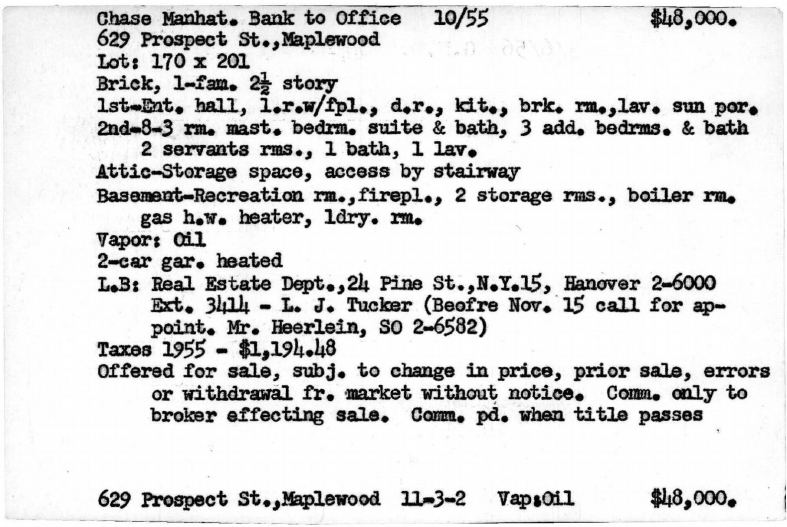 Chase Manhat. Bank to Office 10/55 $48,000.
629 Prospect St.,Maplewood
Lot: 170 x 201
Brick, 1-fam. 2½ story
1st-Ent. hall, l.r.w/fpl., d.r., kit., brk. rm.,lav. sun por.
2nd-8-3 rm. mast. bedrm. suite & bath, 3 add. bedrms. & bath
2 servants rms., 1 bath, 1 lav.
Attic-Storage space, access by stairway
Basement-Recreation rm.,firepl., 2 storage rms., boiler rm.
gas h.w. heater, ldry. rm.
Vapor: Oil
2-car gar. heated
L.B: Real Estate Dept.,24 Pine St.,N.Y.15, Hanover 2-6000
Ext. 3414 - L. J. Tucker (Beofre Nov. 15 call for ap-
point. Mr. Heerlein, SO 2-6582)
Taxes 1955 - $1,194.48
Offered for sale, subj. to change in price, prior sale, errors
or withdrawal fr. market without notice. Comm. only to
broker effecting sale. Comm. pd. when title passes
629 Prospect St.,Maplewood 11-3-2 Vap:Oil $48,000.